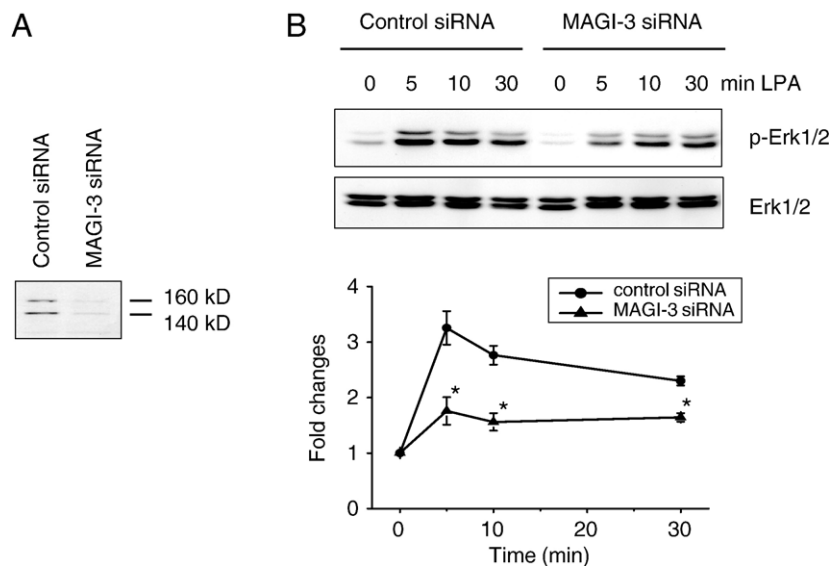 A
Control siRNA
MAGI-3 siRNA
160 kD
140 kD
B
Control siRNA MAGI-3 siRNA
0 5 10 30 0 5 10 30 min LPA
p-Erk1/2
Erk1/2
control siRNA
MAGI-3 siRNA
Fold changes
4
3
2
1
0
* * *
0 10 20 30
Time (min)